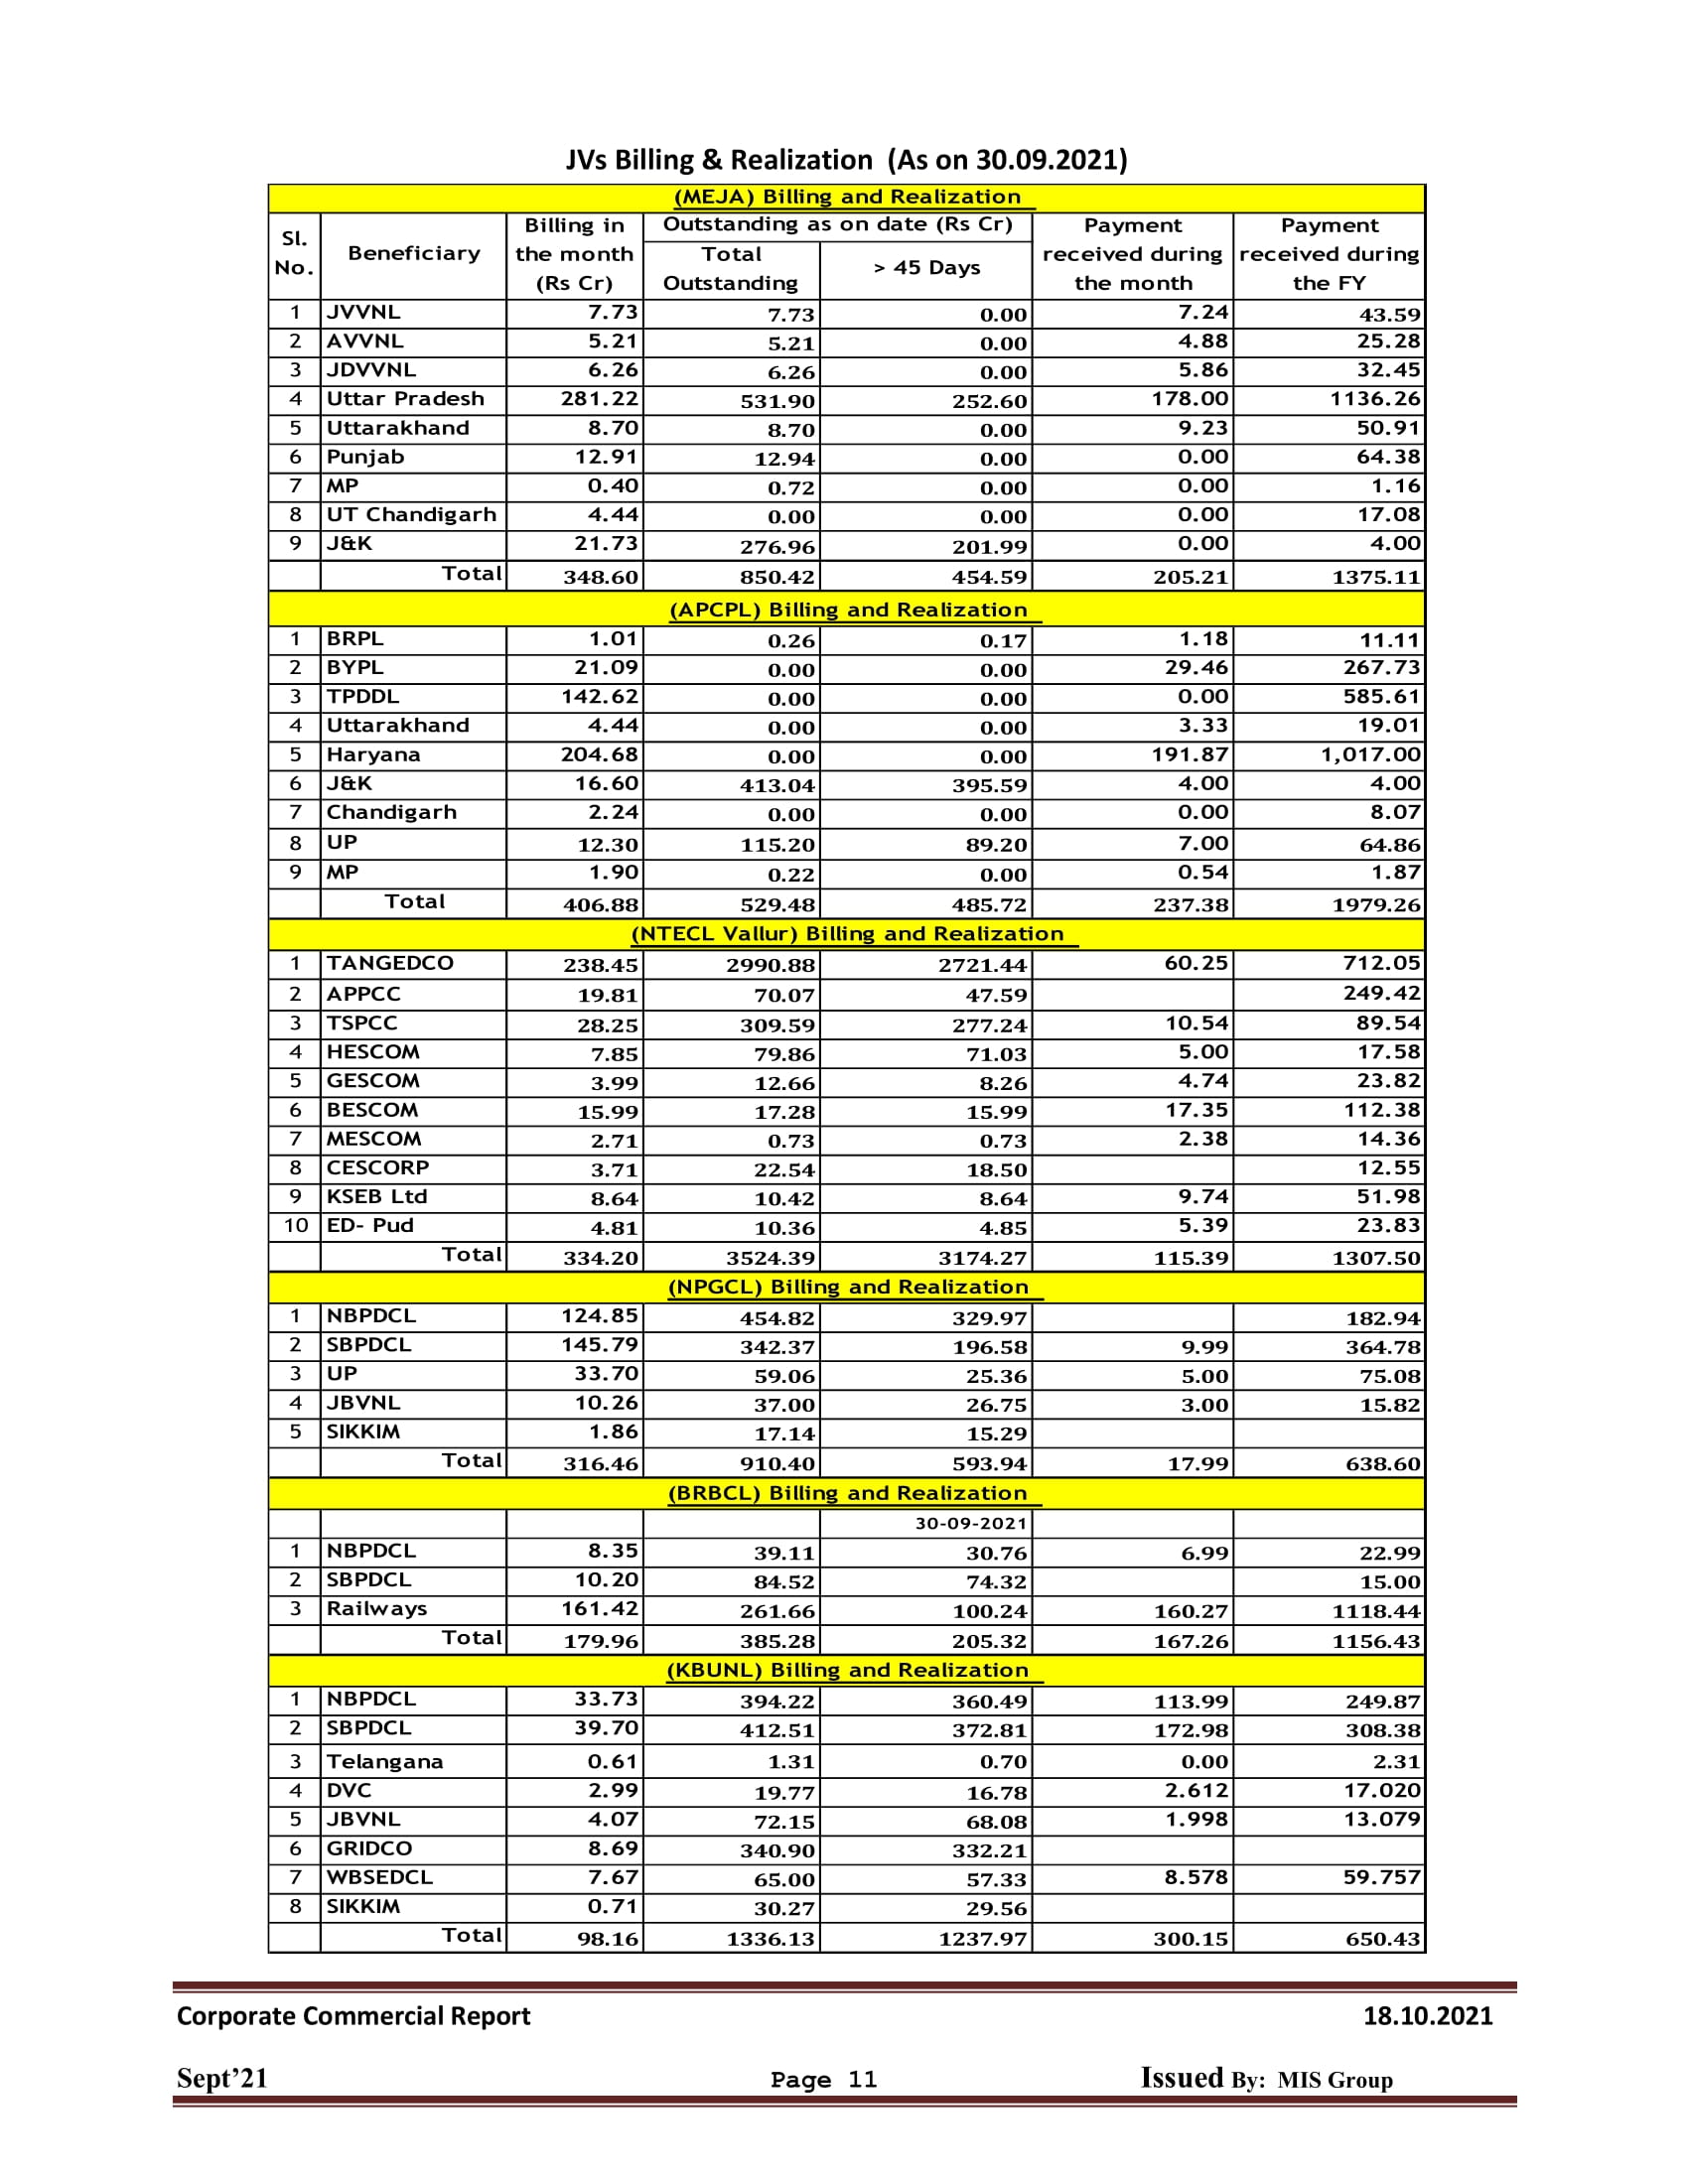 JVs Billing & Realization (As on 30.09.2021)
(MEJA) Billing and Realization
Sl. No. Beneficiary Billing in the month (Rs Cr) Outstanding as on date (Rs Cr) Total Outstanding > 45 Days Payment received during the month Payment received during the FY
1 JVVNL 7.73 7.73 0.00 7.24 43.59
2 AVVNL 5.21 5.21 0.00 4.88 25.28
3 JDVVNL 6.26 6.26 0.00 5.86 32.45
4 Uttar Pradesh 281.22 531.90 252.60 178.00 1136.26
5 Uttarakhand 8.70 8.70 0.00 9.23 50.91
6 Punjab 12.91 12.94 0.00 0.00 64.38
7 MP 0.40 0.72 0.00 0.00 1.16
8 UT Chandigarh 4.44 0.00 0.00 0.00 17.08
9 J&K 21.73 276.96 201.99 0.00 4.00
Total 348.60 850.42 454.59 205.21 1375.11
(APCPL) Billing and Realization
1 BRPL 1.01 0.26 0.17 1.18 11.11
2 BYPL 21.09 0.00 0.00 29.46 267.73
3 TPDDL 142.62 0.00 0.00 0.00 585.61
4 Uttarakhand 4.44 0.00 0.00 3.33 19.01
5 Haryana 204.68 0.00 0.00 191.87 1,017.00
6 J&K 16.60 413.04 395.59 4.00 4.00
7 Chandigarh 2.24 0.00 0.00 0.00 8.07
8 UP 12.30 115.20 89.20 7.00 64.86
9 MP 1.90 0.22 0.00 0.54 1.87
Total 406.88 529.48 485.72 237.38 1979.26
(NTECL Vallur) Billing and Realization
1 TANGEDCO 238.45 2990.88 2721.44 60.25 712.05
2 APPCC 19.81 70.07 47.59 249.42
3 TSPCC 28.25 309.59 277.24 10.54 89.54
4 HESCOM 7.85 79.86 71.03 5.00 17.58
5 GESCOM 3.99 12.66 8.26 4.74 23.82
6 BESCOM 15.99 17.28 15.99 17.35 112.38
7 MESCOM 2.71 0.73 0.73 2.38 14.36
8 CESCORP 3.71 22.54 18.50 12.55
9 KSEB Ltd 8.64 10.42 8.64 9.74 51.98
10 ED- Pud 4.81 10.36 4.85 5.39 23.83
Total 334.20 3524.39 3174.27 115.39 1307.50
(NPGCL) Billing and Realization
1 NBPDCL 124.85 454.82 329.97 182.94
2 SBPDCL 145.79 342.37 196.58 9.99 364.78
3 UP 33.70 59.06 25.36 5.00 75.08
4 JBVNL 10.26 37.00 26.75 3.00 15.82
5 SIKKIM 1.86 17.14 15.29
Total 316.46 910.40 593.94 17.99 638.60
(BRBCL) Billing and Realization
30-09-2021
1 NBPDCL 8.35 39.11 30.76 6.99 22.99
2 SBPDCL 10.20 84.52 74.32 15.00
3 Railways 161.42 261.66 100.24 160.27 1118.44
Total 179.96 385.28 205.32 167.26 1156.43
(KBUNL) Billing and Realization
1 NBPDCL 33.73 394.22 360.49 113.99 249.87
2 SBPDCL 39.70 412.51 372.81 172.98 308.38
3 Telangana 0.61 1.31 0.70 0.00 2.31
4 DVC 2.99 19.77 16.78 2.612 17.020
5 JBVNL 4.07 72.15 68.08 1.998 13.079
6 GRIDCO 8.69 340.90 332.21
7 WBSEDCL 7.67 65.00 57.33 8.578 59.757
8 SIKKIM 0.71 30.27 29.56
Total 98.16 1336.13 1237.97 300.15 650.43
Corporate Commercial Report 18.10.2021
Sept’21 Page 11 Issued By: MIS Group